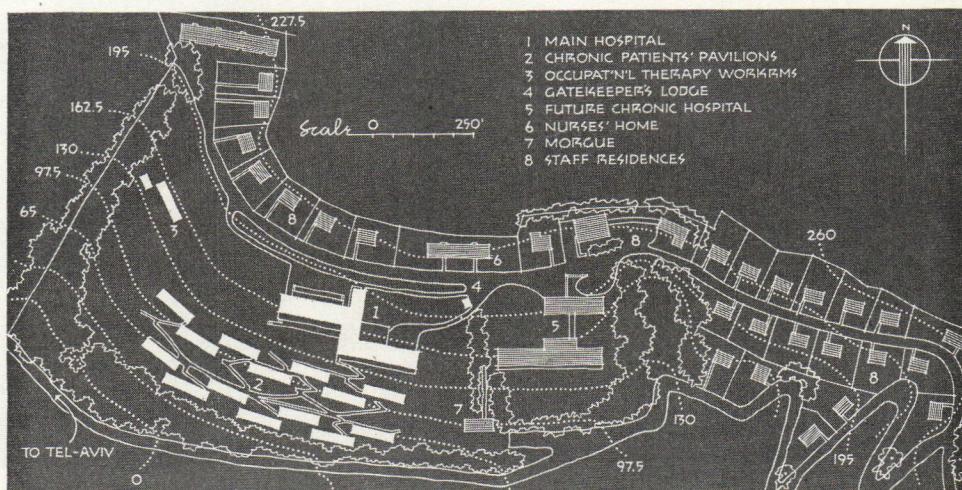 227.5
195
162.5
130
97.5
65
Scale 0 250'
N
1 MAIN HOSPITAL
2 CHRONIC PATIENTS' PAVILIONS
3 OCCUPAT'N'L THERAPY WORKRMS
4 GATEKEEPER'S LODGE
5 FUTURE CHRONIC HOSPITAL
6 NURSES' HOME
7 MORGUE
8 STAFF RESIDENCES
3
8
6
8
260
4
1
5
2
7
8
TO TEL-AVIV
0
130
97.5
195